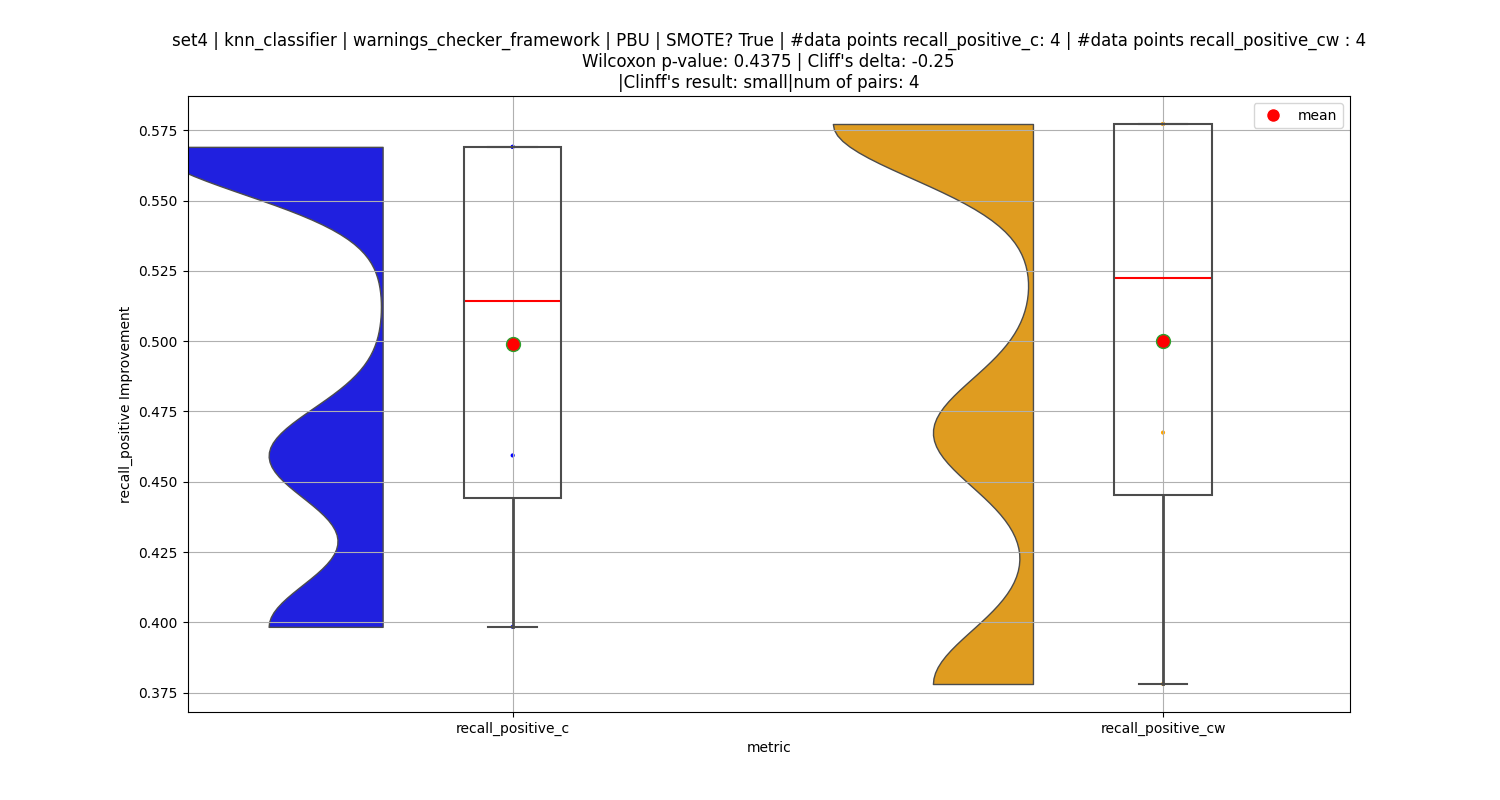 set4 | knn_classifier | warnings_checker_framework | PBU | SMOTE? True | #data points recall_positive_c: 4 | #data points recall_positive_cw : 4
Wilcoxon p-value: 0.4375 | Cliff's delta: -0.25
|Clinff's result: small|num of pairs: 4
mean
0.575
0.550
0.525
0.500
0.475
0.450
0.425
0.400
0.375
recall_positive Improvement
recall_positive_c
recall_positive_cw
metric